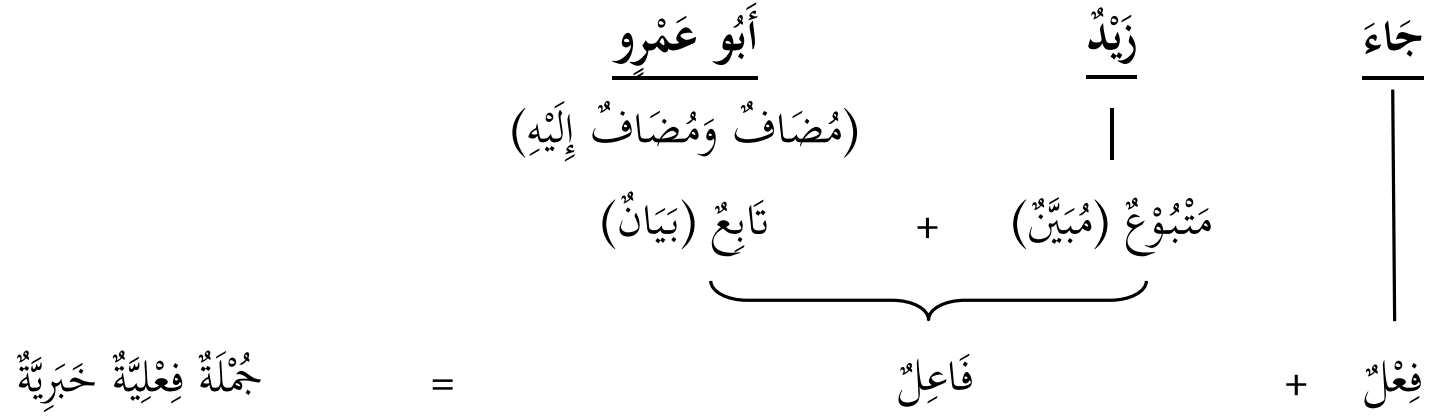 جَاءَ زَيْدٌ أَبُو عَمْرٍو
(مُضَافٌ وَمُضَافٌ إِلَيْهِ)
مَتْبُوْعٌ (مُبَيَّنٌ) + تَابِعٌ (بَيَانٌ)
فِعْلٌ + فَاعِلٌ = جُمْلَةٌ فِعْلِيَّةٌ خَبَرِيَّةٌ